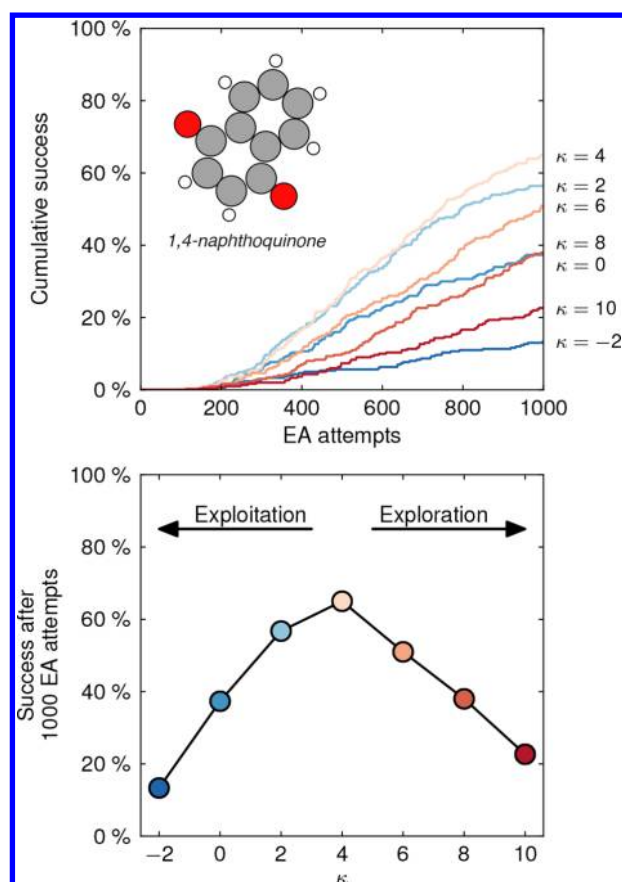 100 %
80 %
60 %
40 %
20 %
0 %
Cumulative success
1,4-naphthoquinone
κ = 4
κ = 2
κ = 6
κ = 8
κ = 0
κ = 10
κ = −2
0 200 400 600 800 1000
EA attempts
100 %
80 %
60 %
40 %
20 %
0 %
Success after
1000 EA attempts
Exploitation Exploration
−2 0 2 4 6 8 10
κ